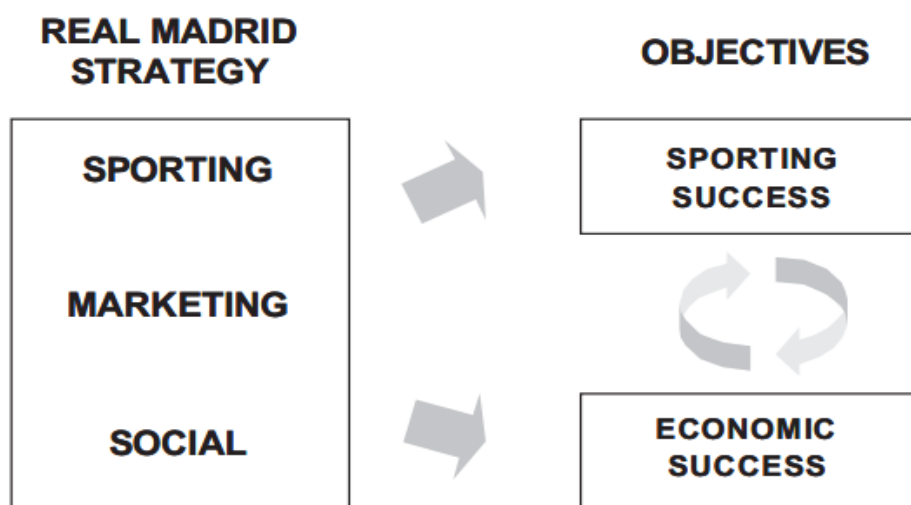 REAL MADRID
STRATEGY
OBJECTIVES
SPORTING
MARKETING
SOCIAL
SPORTING
SUCCESS
ECONOMIC
SUCCESS